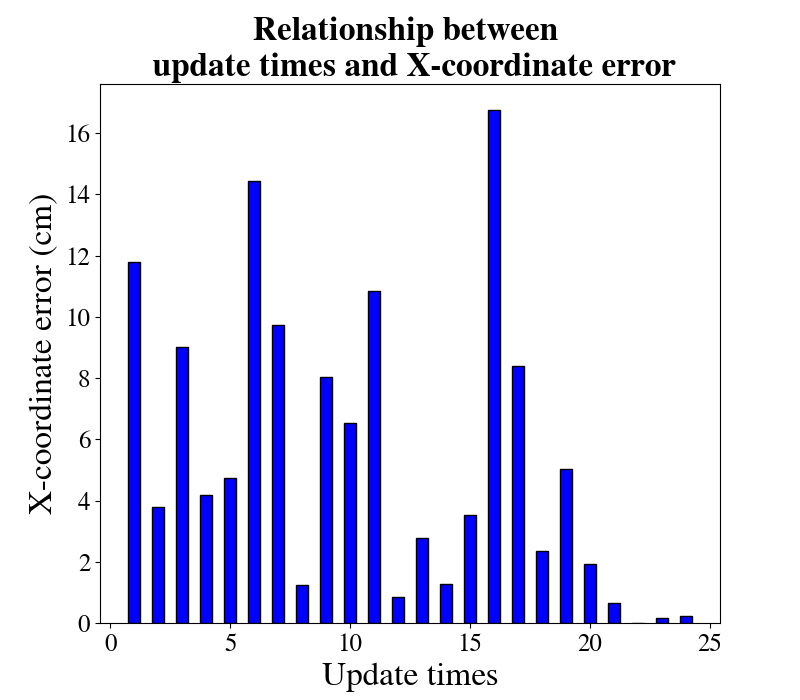 Relationship between
update times and X-coordinate error
X-coordinate error (cm)
16
14
12
10
8
6
4
2
0
0 5 10 15 20 25
Update times